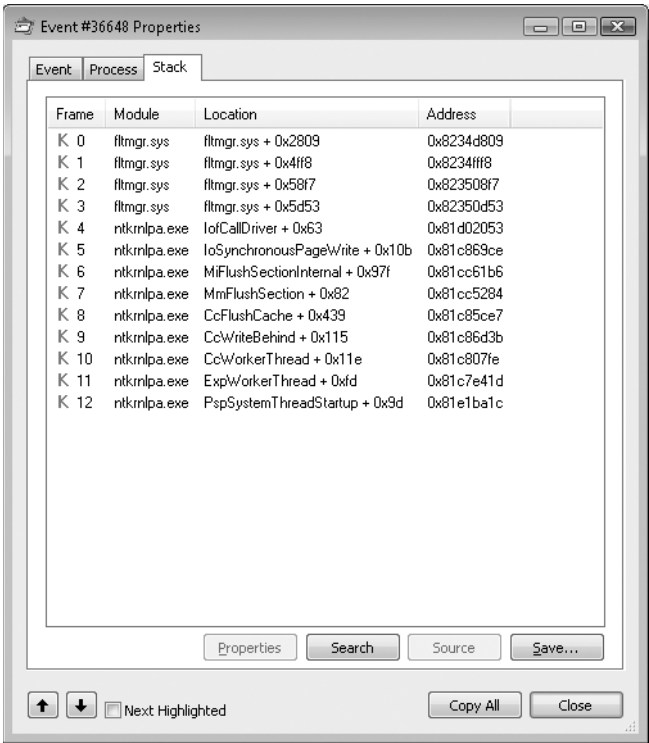 Event #36648 Properties
Event Process Stack
Frame Module Location Address
K 0 fltmgr.sys fltmgr.sys + 0x2809 0x8234d809
K 1 fltmgr.sys fltmgr.sys + 0x4ff8 0x8234fff8
K 2 fltmgr.sys fltmgr.sys + 0x58f7 0x823508f7
K 3 fltmgr.sys fltmgr.sys + 0x5d53 0x82350d53
K 4 ntkrnlpa.exe IofCallDriver + 0x63 0x81d02053
K 5 ntkrnlpa.exe IoSynchronousPageWrite + 0x10b 0x81c869ce
K 6 ntkrnlpa.exe MiFlushSectionInternal + 0x97f 0x81cc61b6
K 7 ntkrnlpa.exe MmFlushSection + 0x82 0x81cc5284
K 8 ntkrnlpa.exe CcFlushCache + 0x439 0x81c85ce7
K 9 ntkrnlpa.exe CcWriteBehind + 0x115 0x81c86d3b
K 10 ntkrnlpa.exe CcWorkerThread + 0x11e 0x81c807fe
K 11 ntkrnlpa.exe ExpWorkerThread + 0xfd 0x81c7e41d
K 12 ntkrnlpa.exe PspSystemThreadStartup + 0x9d 0x81e1ba1c
Properties Search Source Save...
Next Highlighted Copy All Close